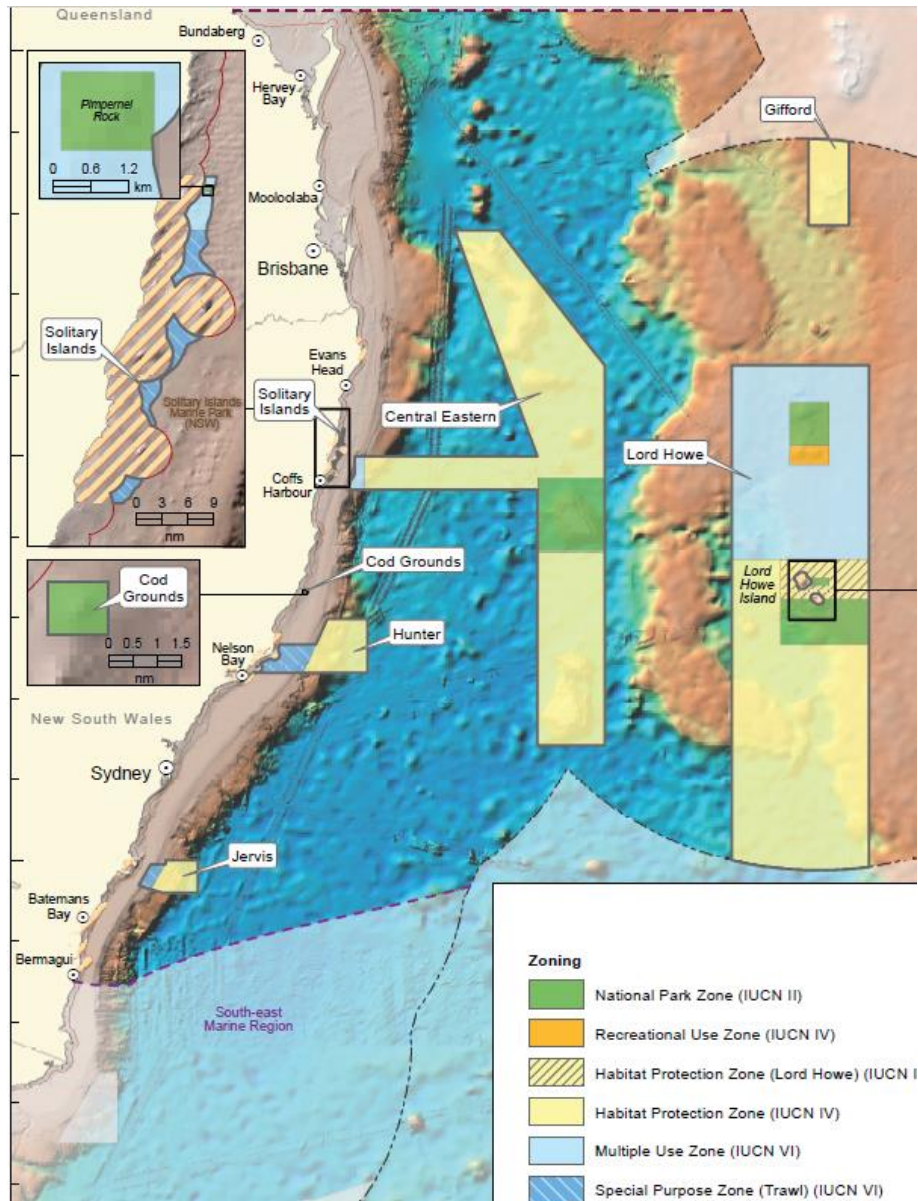 Queensland
Bundaberg
Hervey
Bay
Mooloolaba
Brisbane
Evans
Head
Solitary
Islands
Coffs
Harbour
Pimpernel
Rock
0 0.6 1.2
km
Solitary
Islands
Solitary Islands
Marine Park
(NSW)
0 3 6 9
nm
Gifford
Central Eastern
Lord Howe
Lord
Howe
Island
Cod Grounds
Cod
Grounds
0 0.5 1 1.5
nm
Hunter
Nelson
Bay
New South Wales
Sydney
Jervis
Batemans
Bay
Bermagui
South-east
Marine Region
Zoning
National Park Zone (IUCN II)
Recreational Use Zone (IUCN IV)
Habitat Protection Zone (Lord Howe) (IUCN I
Habitat Protection Zone (IUCN IV)
Multiple Use Zone (IUCN VI)
Special Purpose Zone (Trawl) (IUCN VI)